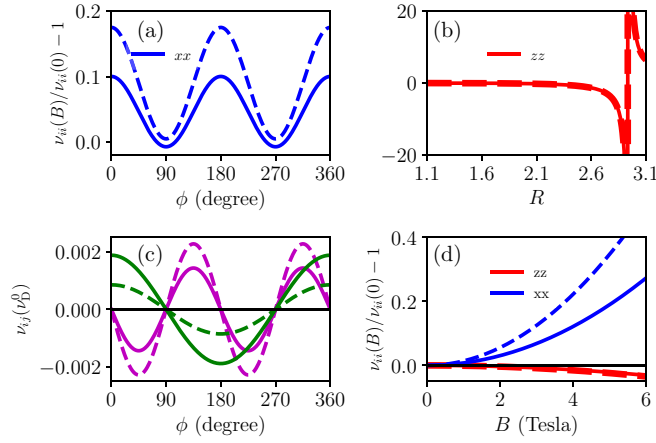 (a)
xx
0.2
0.1
0.0
0 90 180 270 360
ϕ (degree)
ν_ii(B)/ν_ii(0) − 1
(b)
zz
20
0
−20
1.1 1.6 2.1 2.6 3.1
R
(c)
0.002
0.000
−0.002
0 90 180 270 360
ϕ (degree)
ν_ij(ν_D^0)
(d)
zz
xx
0.4
0.2
0.0
0 2 4 6
B (Tesla)
ν_ii(B)/ν_ii(0) − 1